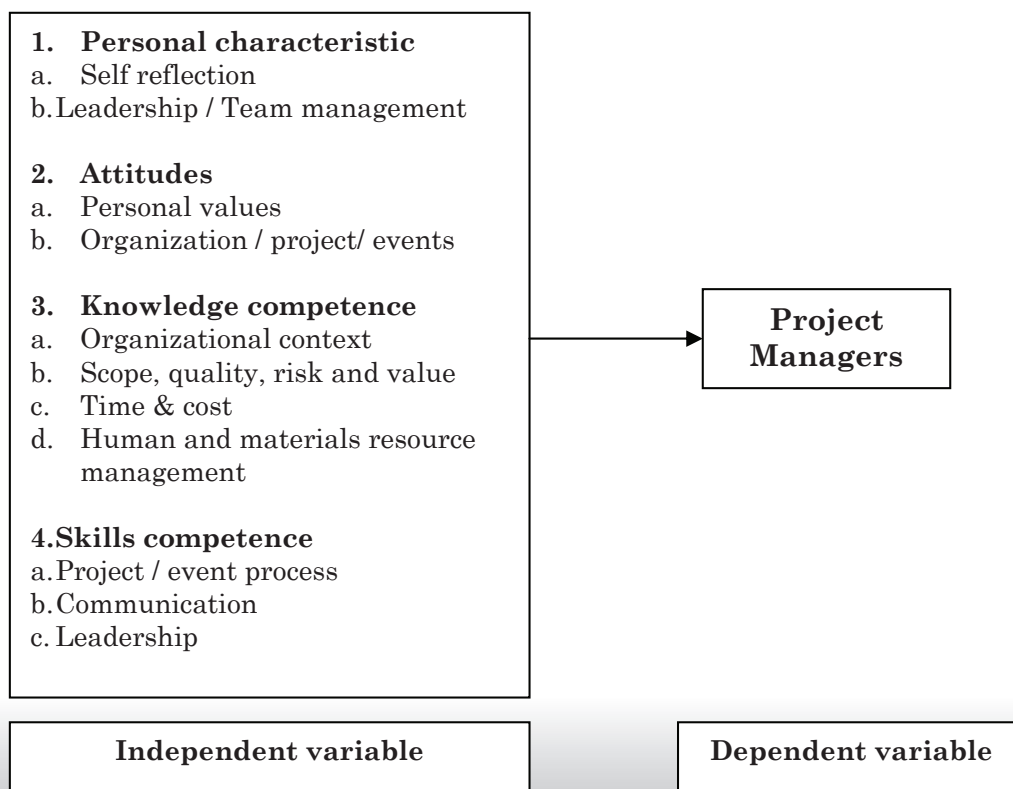 1. Personal characteristic
a. Self reflection
b.Leadership / Team management
2. Attitudes
a. Personal values
b. Organization / project/ events
3. Knowledge competence
a. Organizational context
b. Scope, quality, risk and value
c. Time & cost
d. Human and materials resource
management
4.Skills competence
a.Project / event process
b.Communication
c. Leadership
Project
Managers
Independent variable
Dependent variable